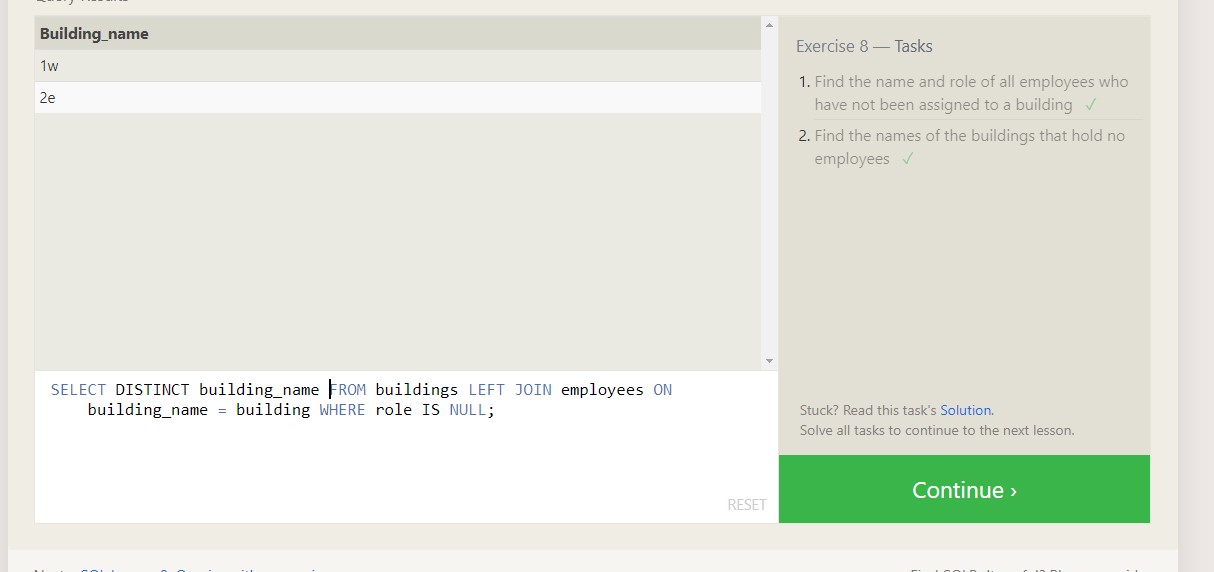 Query Results
Building_name
1w
2e
SELECT DISTINCT building_name FROM buildings LEFT JOIN employees ON
building_name = building WHERE role IS NULL;
RESET
Exercise 8 — Tasks
1. Find the name and role of all employees who
have not been assigned to a building ✓
2. Find the names of the buildings that hold no
employees ✓
Stuck? Read this task's Solution.
Solve all tasks to continue to the next lesson.
Continue ›